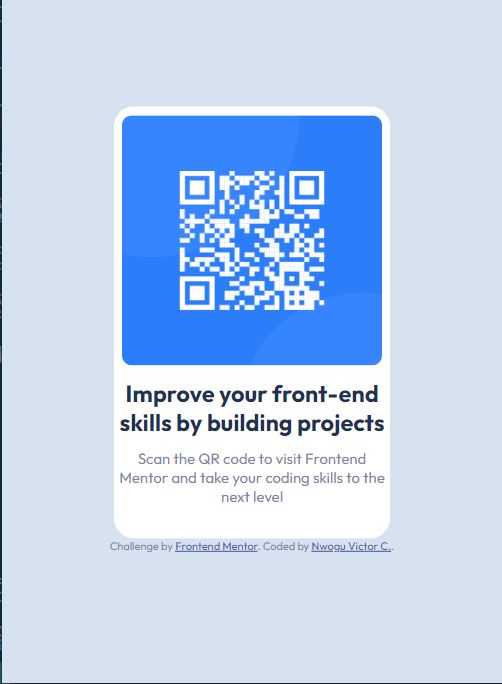 Improve your front-end
skills by building projects
Scan the QR code to visit Frontend
Mentor and take your coding skills to the
next level
Challenge by Frontend Mentor. Coded by Nwogu Victor C..